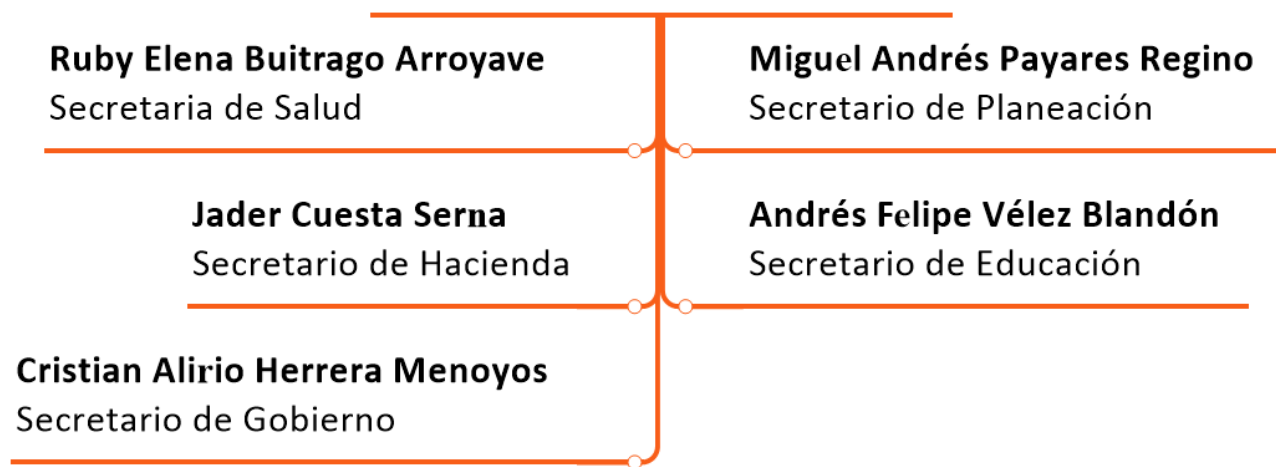 Ruby Elena Buitrago Arroyave
Secretaria de Salud
Miguel Andrés Payares Regino
Secretario de Planeación
Jader Cuesta Serna
Secretario de Hacienda
Andrés Felipe Vélez Blandón
Secretario de Educación
Cristian Alirio Herrera Menoyos
Secretario de Gobierno